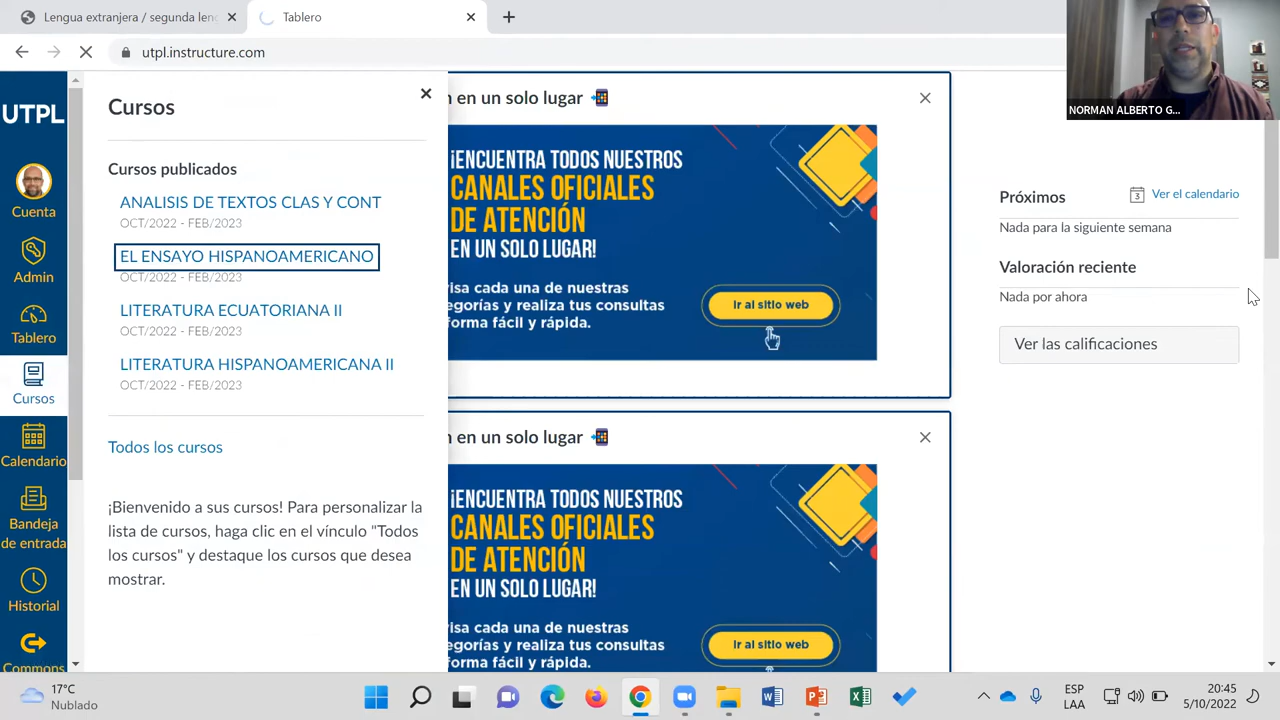 Lengua extranjera / segunda len
Tablero
utpl.instructure.com
NORMAN ALBERTO G...
UTPL
Cuenta
Admin
Tablero
Cursos
Calendario
Bandeja
de entrada
Historial
Commons
Cursos
Cursos publicados
ANALISIS DE TEXTOS CLAS Y CONT
OCT/2022 - FEB/2023
EL ENSAYO HISPANOAMERICANO
OCT/2022 - FEB/2023
LITERATURA ECUATORIANA II
OCT/2022 - FEB/2023
LITERATURA HISPANOAMERICANA II
OCT/2022 - FEB/2023
Todos los cursos
¡Bienvenido a sus cursos! Para personalizar la
lista de cursos, haga clic en el vínculo "Todos
los cursos" y destaque los cursos que desea
mostrar.
n en un solo lugar
¡ENCUENTRA TODOS NUESTROS
CANALES OFICIALES
DE ATENCIÓN
EN UN SOLO LUGAR!
isa cada una de nuestras
egorías y realiza tus consultas
forma fácil y rápida.
Ir al sitio web
n en un solo lugar
¡ENCUENTRA TODOS NUESTROS
CANALES OFICIALES
DE ATENCIÓN
EN UN SOLO LUGAR!
isa cada una de nuestras
egorías y realiza tus consultas
forma fácil y rápida.
Ir al sitio web
Próximos
3 Ver el calendario
Nada para la siguiente semana
Valoración reciente
Nada por ahora
Ver las calificaciones
17°C
Nublado
ESP
LAA
20:45
5/10/2022